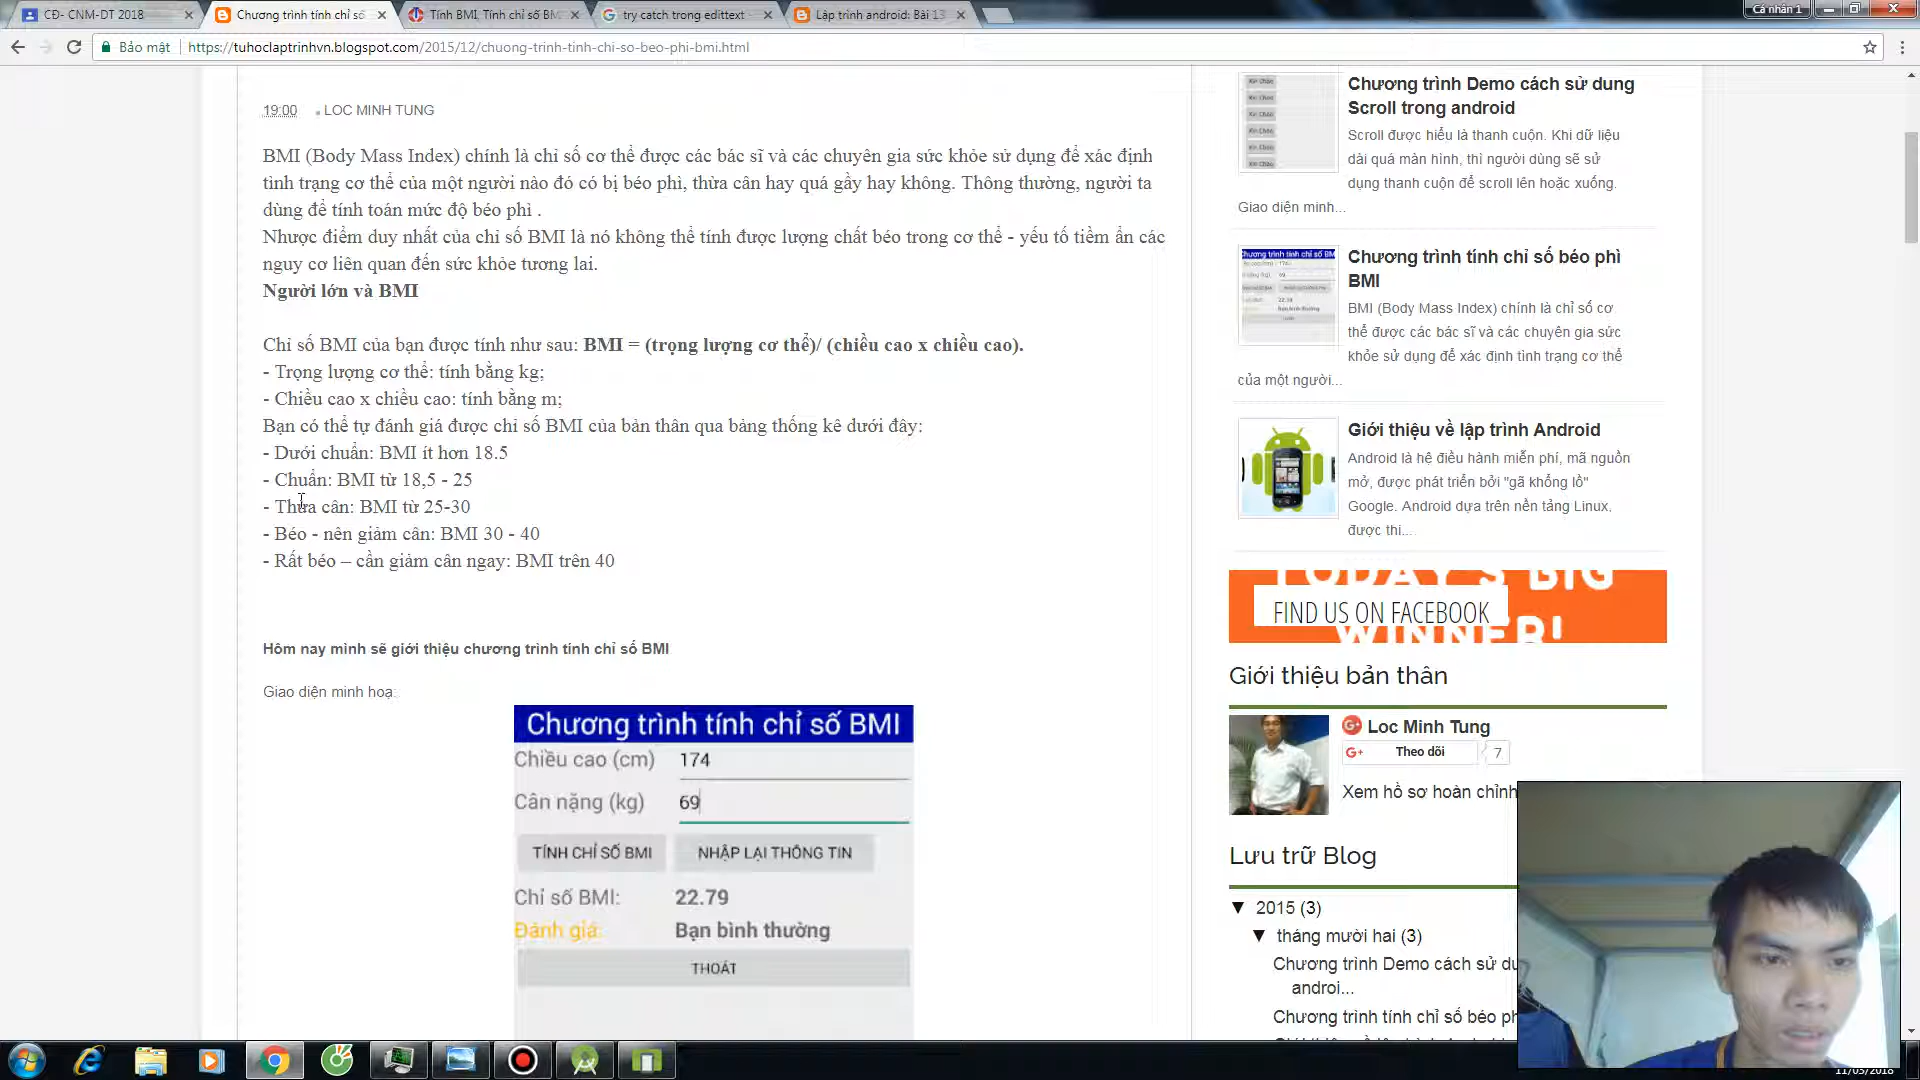 CĐ- CNM-DT 2018
Chương trình tính chỉ số
Tính BMI, Tính chỉ số BM
try catch trong edittext
Lập trình android: Bài 13
Cá nhân 1
Bảo mật
https://tuhoclaptrinhvn.blogspot.com/2015/12/chuong-trinh-tinh-chi-so-beo-phi-bmi.html
19:00 LOC MINH TUNG
BMI (Body Mass Index) chính là chỉ số cơ thể được các bác sĩ và các chuyên gia sức khỏe sử dụng để xác định
tình trạng cơ thể của một người nào đó có bị béo phì, thừa cân hay quá gầy hay không. Thông thường, người ta
dùng để tính toán mức độ béo phì .
Nhược điểm duy nhất của chỉ số BMI là nó không thể tính được lượng chất béo trong cơ thể - yếu tố tiềm ẩn các
nguy cơ liên quan đến sức khỏe tương lai.
Người lớn và BMI
Chỉ số BMI của bạn được tính như sau: BMI = (trọng lượng cơ thể)/ (chiều cao x chiều cao).
- Trọng lượng cơ thể: tính bằng kg;
- Chiều cao x chiều cao: tính bằng m;
Bạn có thể tự đánh giá được chỉ số BMI của bản thân qua bảng thống kê dưới đây:
- Dưới chuẩn: BMI ít hơn 18.5
- Chuẩn: BMI từ 18,5 - 25
- Thừa cân: BMI từ 25-30
- Béo - nên giảm cân: BMI 30 - 40
- Rất béo – cần giảm cân ngay: BMI trên 40
Hôm nay mình sẽ giới thiệu chương trình tính chỉ số BMI
Giao diện minh hoạ:
Chương trình tính chỉ số BMI
Chiều cao (cm) 174
Cân nặng (kg) 69
TÍNH CHỈ SỐ BMI NHẬP LẠI THÔNG TIN
Chỉ số BMI: 22.79
Đánh giá: Bạn bình thường
THOÁT
Xin Chào
Xin Chào
Xin Chào
Xin Chào
Xin Chào
Xin Chào
Chương trình Demo cách sử dụng
Scroll trong android
Scroll được hiểu là thanh cuộn. Khi dữ liệu
dài quá màn hình, thì người dùng sẽ sử
dụng thanh cuộn để scroll lên hoặc xuống.
Giao diện minh...
Chương trình tính chỉ số béo phì
BMI
BMI (Body Mass Index) chính là chỉ số cơ
thể được các bác sĩ và các chuyên gia sức
khỏe sử dụng để xác định tình trạng cơ thể
của một người...
Giới thiệu về lập trình Android
Android là hệ điều hành miễn phí, mã nguồn
mở, được phát triển bởi "gã khổng lồ"
Google. Android dựa trên nền tảng Linux,
được thi...
TODAY'S BIG
FIND US ON FACEBOOK
WINNER!
Giới thiệu bản thân
Loc Minh Tung
Theo dõi 7
Xem hồ sơ hoàn chỉnh
Lưu trữ Blog
▼ 2015 (3)
▼ tháng mười hai (3)
Chương trình Demo cách sử dụ
androi...
Chương trình tính chỉ số béo ph
11/03/2018